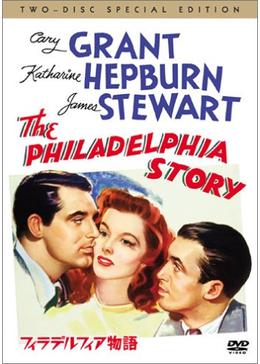 TWO-DISC SPECIAL EDITION
Cary GRANT
Katharine HEPBURN
James STEWART
The
PHILADELPHIA
STORY
フィラデルフィア物語
DVD
VIDEO